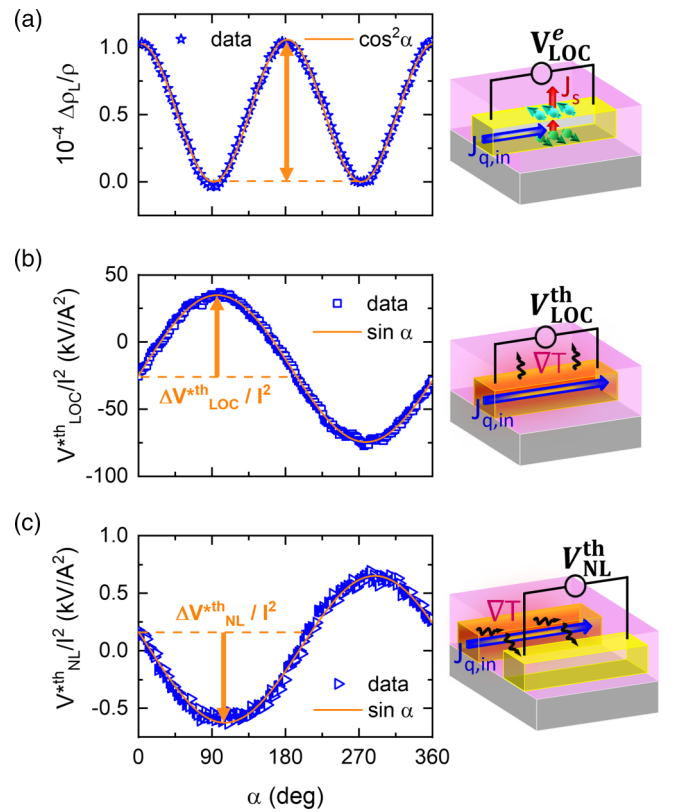 (a)
10⁻⁴ Δρ_L/ρ
1.0
0.5
0.0
data
cos²α
V^e_LOC
J_s
J_q,in
(b)
V*^th_LOC/I² (kV/A²)
50
0
-50
-100
data
sin α
ΔV*^th_LOC / I²
V^th_LOC
∇T
J_q,in
(c)
V*^th_NL/I² (kV/A²)
1.0
0.5
0.0
-0.5
ΔV*^th_NL / I²
data
sin α
0 90 180 270 360
α (deg)
V^th_NL
∇T
J_q,in